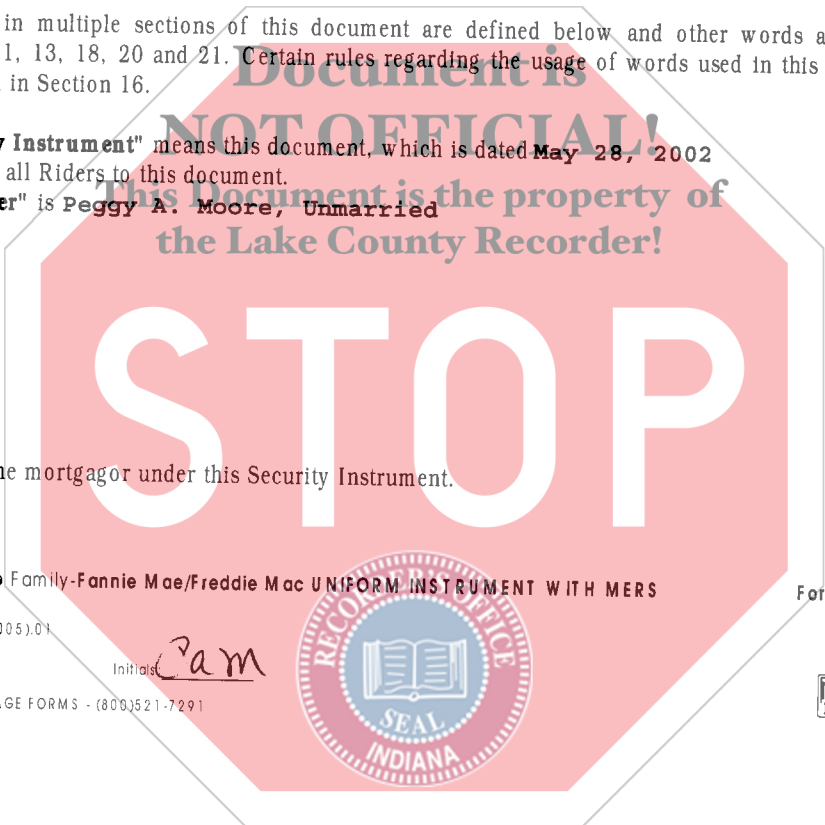 in multiple sections of this document are defined below and other words a
1, 13, 18, 20 and 21. Certain rules regarding the usage of words used in this
in Section 16.
Document is
NOT OFFICIAL!
y Instrument" means this document, which is dated May 28, 2002
all Riders to this document.
This Document is the property of
er" is Peggy A. Moore, Unmarried
the Lake County Recorder!
STOP
ne mortgagor under this Security Instrument.
Family-Fannie Mae/Freddie Mac UNIFORM INSTRUMENT WITH MERS
For
005).01
Initials: Pam
AGE FORMS - (800)521-7291
RECORDER'S OFFICE
SEAL
INDIANA